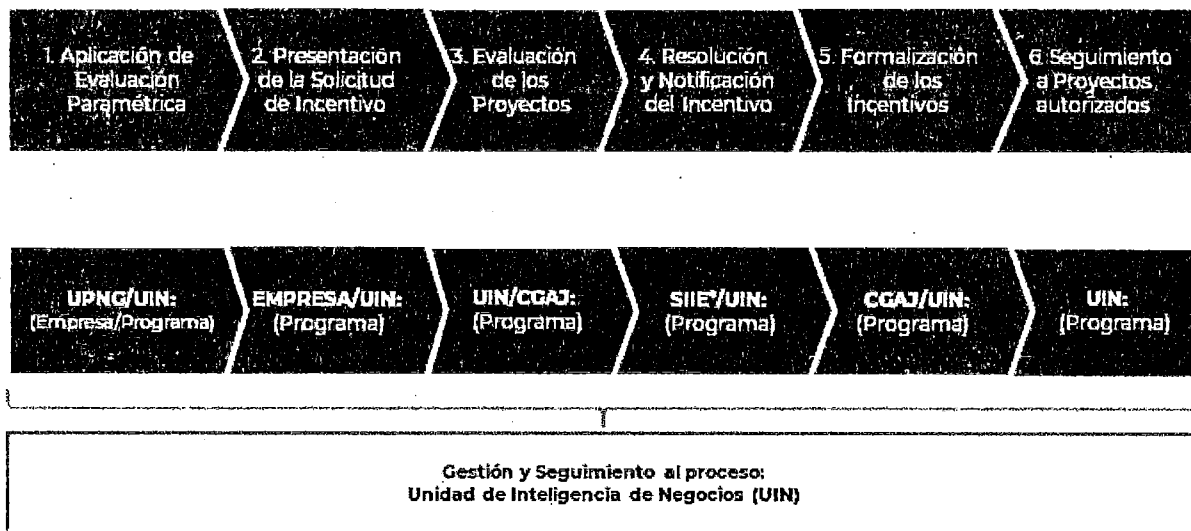 1. Aplicación de
Evaluación
Paramétrica
2. Presentación
de la Solicitud
de Incentivo
3. Evaluación
de los
Proyectos
4. Resolución
y Notificación
del Incentivo
5. Formalización
de los
Incentivos
6. Seguimiento
a Proyectos
autorizados
UPNG/UIN:
(Empresa/Programa)
EMPRESA/UIN:
(Programa)
UIN/CGAJ:
(Programa)
SIIE*/UIN:
(Programa)
CGAJ/UIN:
(Programa)
UIN:
(Programa)
Gestión y Seguimiento al proceso:
Unidad de Inteligencia de Negocios (UIN)